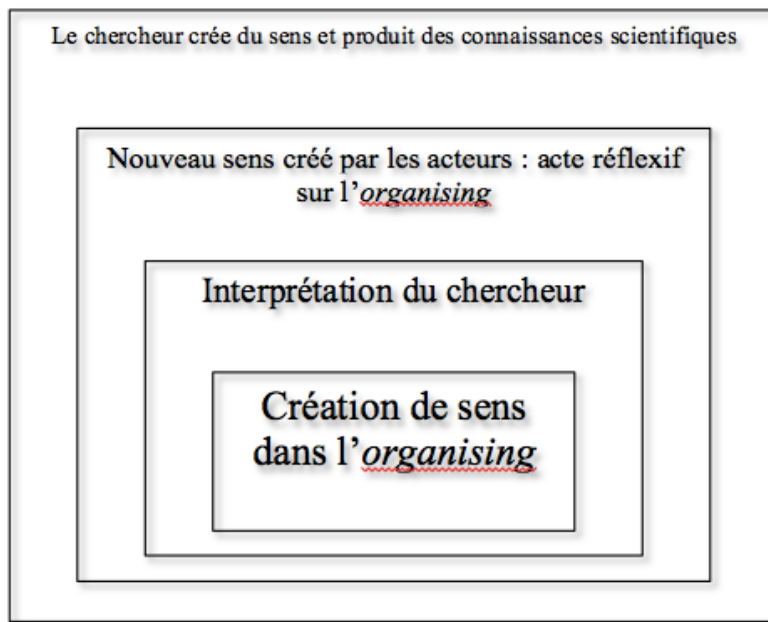 Le chercheur crée du sens et produit des connaissances scientifiques
Nouveau sens créé par les acteurs : acte réflexif
sur l’organising
Interprétation du chercheur
Création de sens
dans l’organising